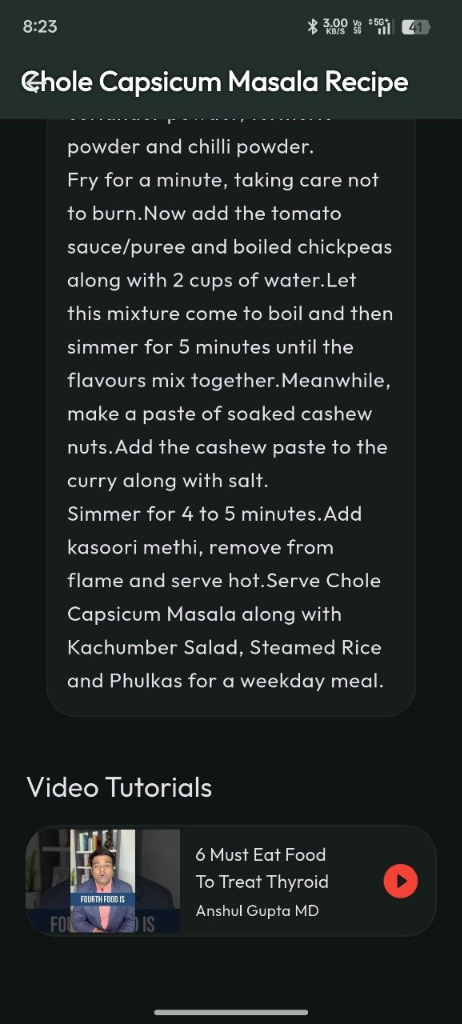 8:23
3.00 KB/S
Vo 5G
5G+
41
Chole Capsicum Masala Recipe
powder and chilli powder.
Fry for a minute, taking care not
to burn.Now add the tomato
sauce/puree and boiled chickpeas
along with 2 cups of water.Let
this mixture come to boil and then
simmer for 5 minutes until the
flavours mix together.Meanwhile,
make a paste of soaked cashew
nuts.Add the cashew paste to the
curry along with salt.
Simmer for 4 to 5 minutes.Add
kasoori methi, remove from
flame and serve hot.Serve Chole
Capsicum Masala along with
Kachumber Salad, Steamed Rice
and Phulkas for a weekday meal.
Video Tutorials
6 Must Eat Food
To Treat Thyroid
Anshul Gupta MD
FOURTH FOOD IS